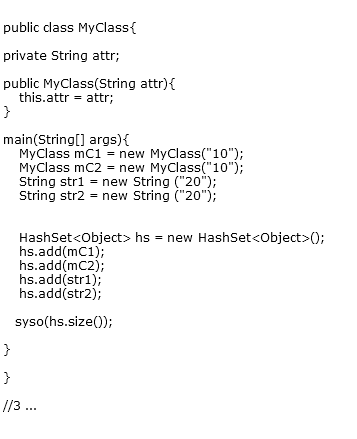 public class MyClass{
private String attr;
public MyClass(String attr){
this.attr = attr;
}
main(String[] args){
MyClass mC1 = new MyClass("10");
MyClass mC2 = new MyClass("10");
String str1 = new String ("20");
String str2 = new String ("20");
HashSet<Object> hs = new HashSet<Object>();
hs.add(mC1);
hs.add(mC2);
hs.add(str1);
hs.add(str2);
syso(hs.size());
}
}
//3 ...